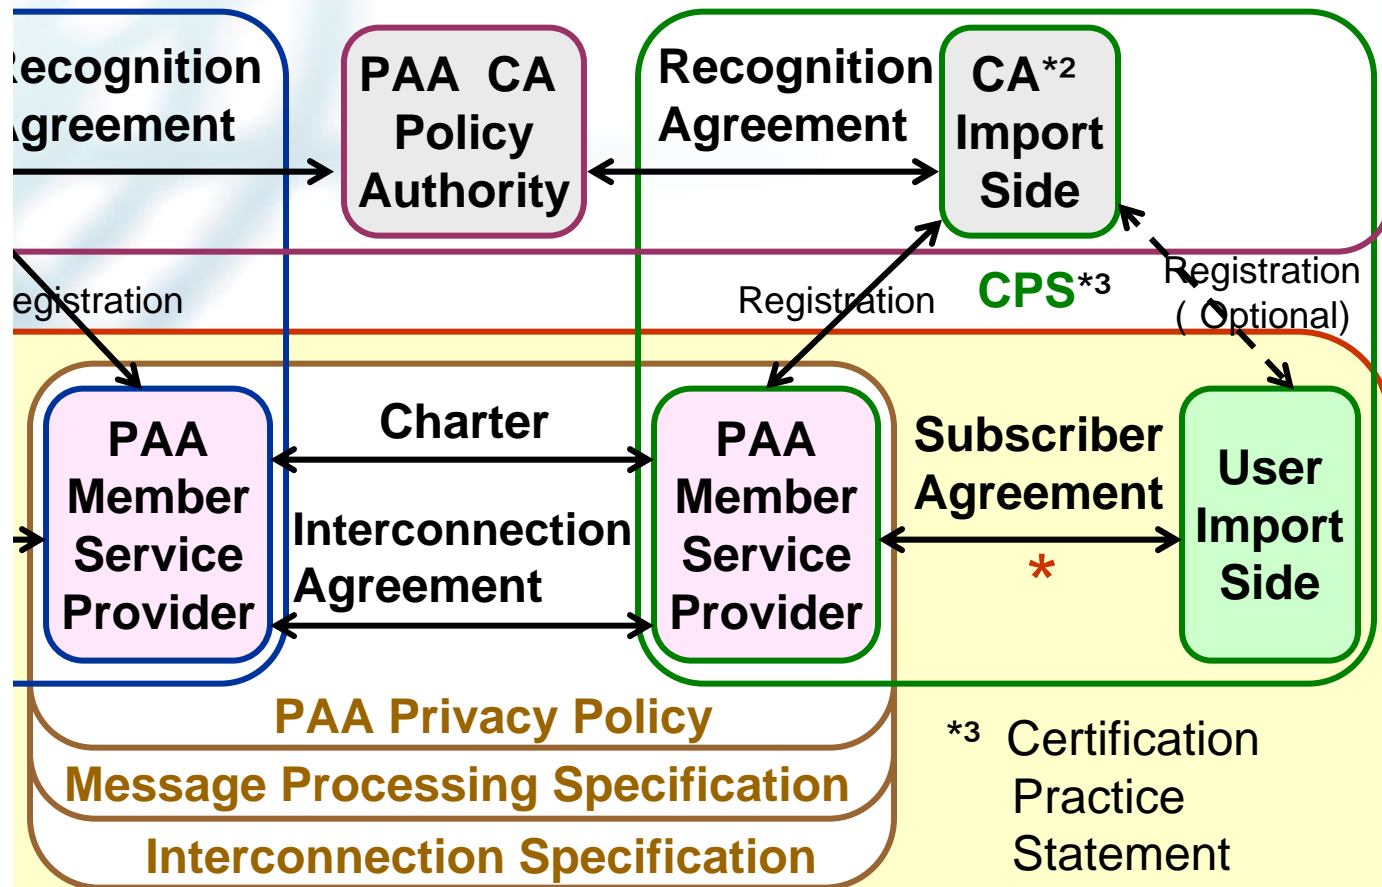 Recognition
Agreement
PAA CA
Policy
Authority
Recognition
Agreement
CA*²
Import
Side
egistration
Registration
CPS*³
Registration
( Optional)
PAA
Member
Service
Provider
Charter
Interconnection
Agreement
PAA
Member
Service
Provider
Subscriber
Agreement
*
User
Import
Side
PAA Privacy Policy
Message Processing Specification
Interconnection Specification
*³ Certification
Practice
Statement